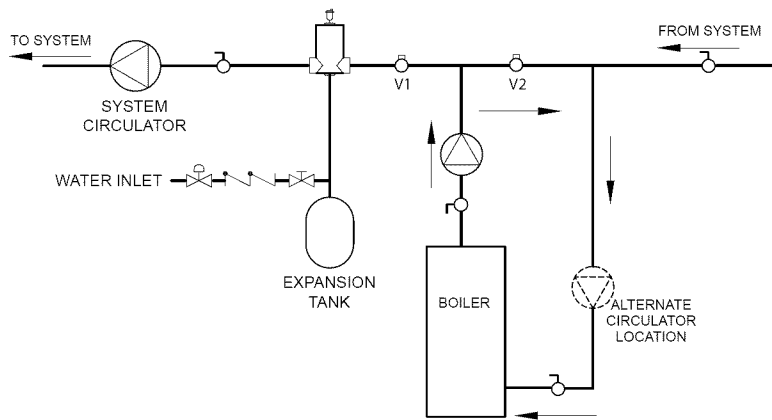 TO SYSTEM
FROM SYSTEM
V1
V2
SYSTEM
CIRCULATOR
WATER INLET
EXPANSION
TANK
BOILER
ALTERNATE
CIRCULATOR
LOCATION